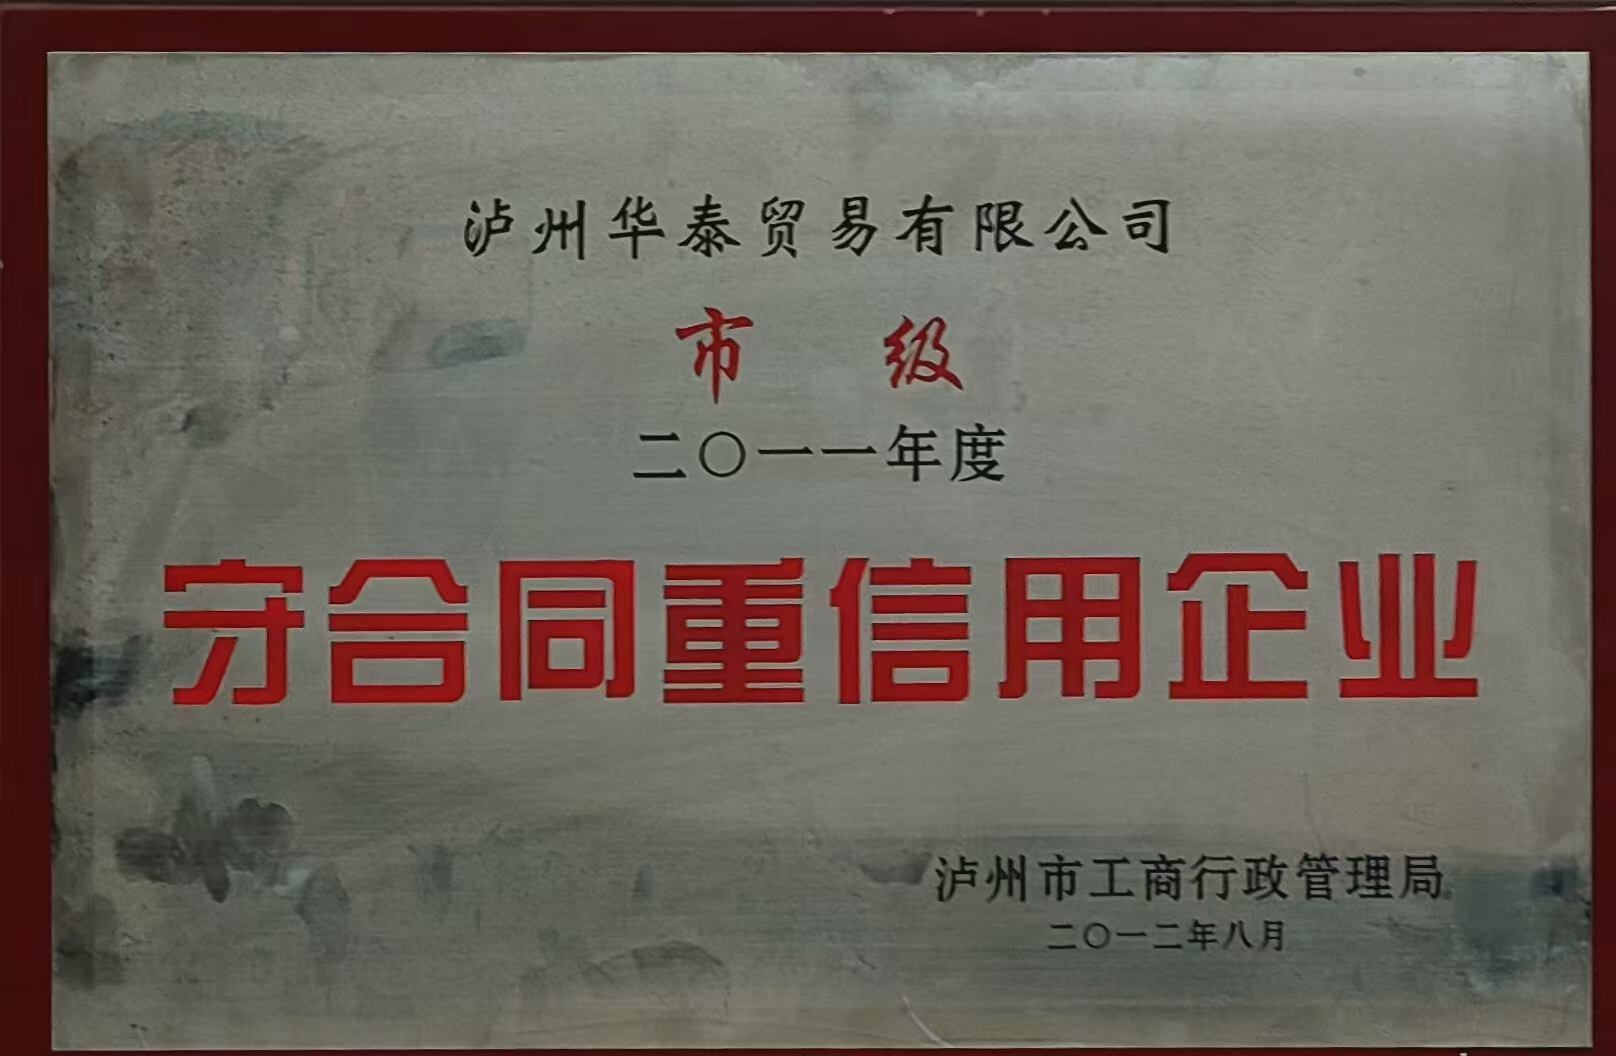 泸州华泰贸易有限公司
市 级
二〇一一年度
守合同重信用企业
泸州市工商行政管理局
二〇一二年八月